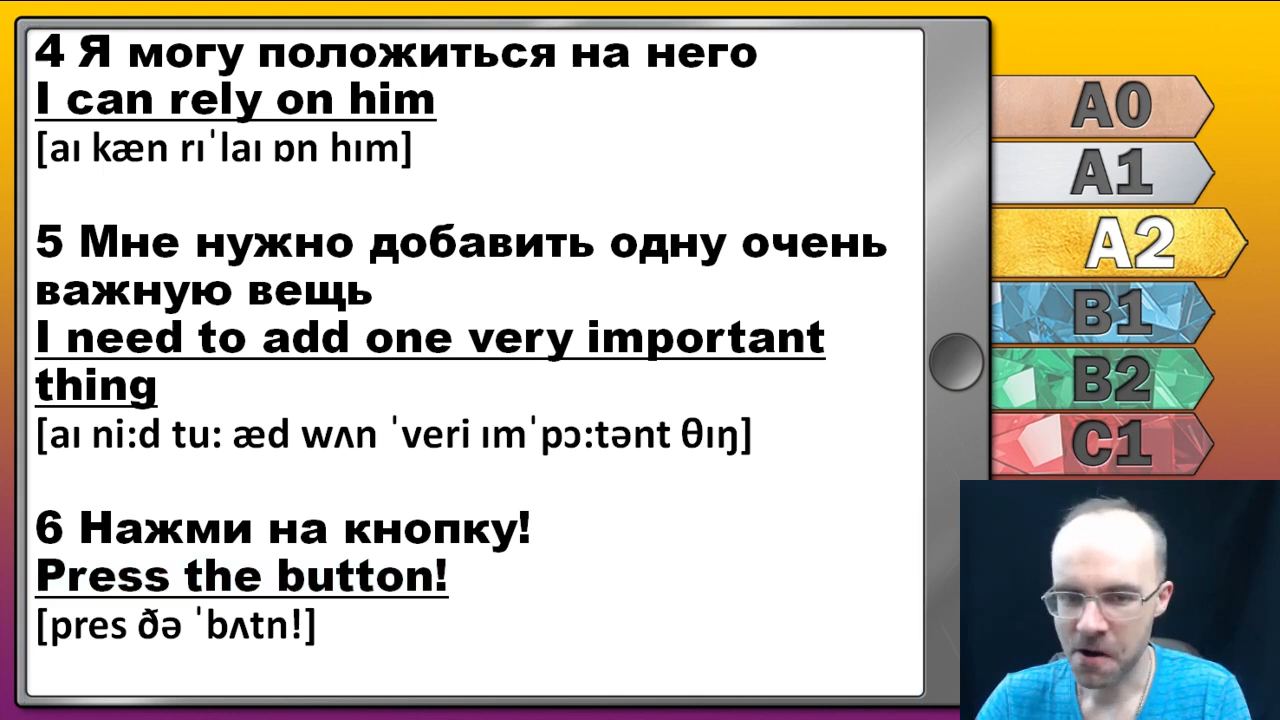 4 Я могу положиться на него
I can rely on him
[aɪ kæn rɪˈlaɪ ɒn hɪm]
5 Мне нужно добавить одну очень
важную вещь
I need to add one very important
thing
[aɪ ni:d tu: æd wʌn ˈveri ɪmˈpɔ:tənt θɪŋ]
6 Нажми на кнопку!
Press the button!
[pres ðə ˈbʌtn!]
A0
A1
A2
B1
B2
C1